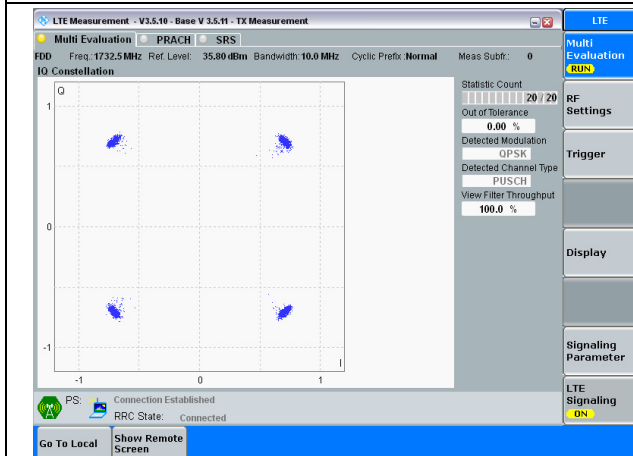 LTE Measurement - V3.5.10 - Base V 3.5.11 - TX Measurement
LTE
Multi Evaluation PRACH SRS
FDD Freq.: 1732.5 MHz Ref. Level: 35.80 dBm Bandwidth: 10.0 MHz Cyclic Prefix :Normal Meas Subfr.: 0
IQ Constellation
Q
1
0
-1
I
-1 0 1
Statistic Count
20 / 20
Out of Tolerance
0.00 %
Detected Modulation
QPSK
Detected Channel Type
PUSCH
View Filter Throughput
100.0 %
Multi
Evaluation
RUN
RF
Settings
Trigger
Display
Signaling
Parameter
LTE
Signaling
ON
PS: Connection Established
RRC State: Connected
Go To Local
Show Remote
Screen